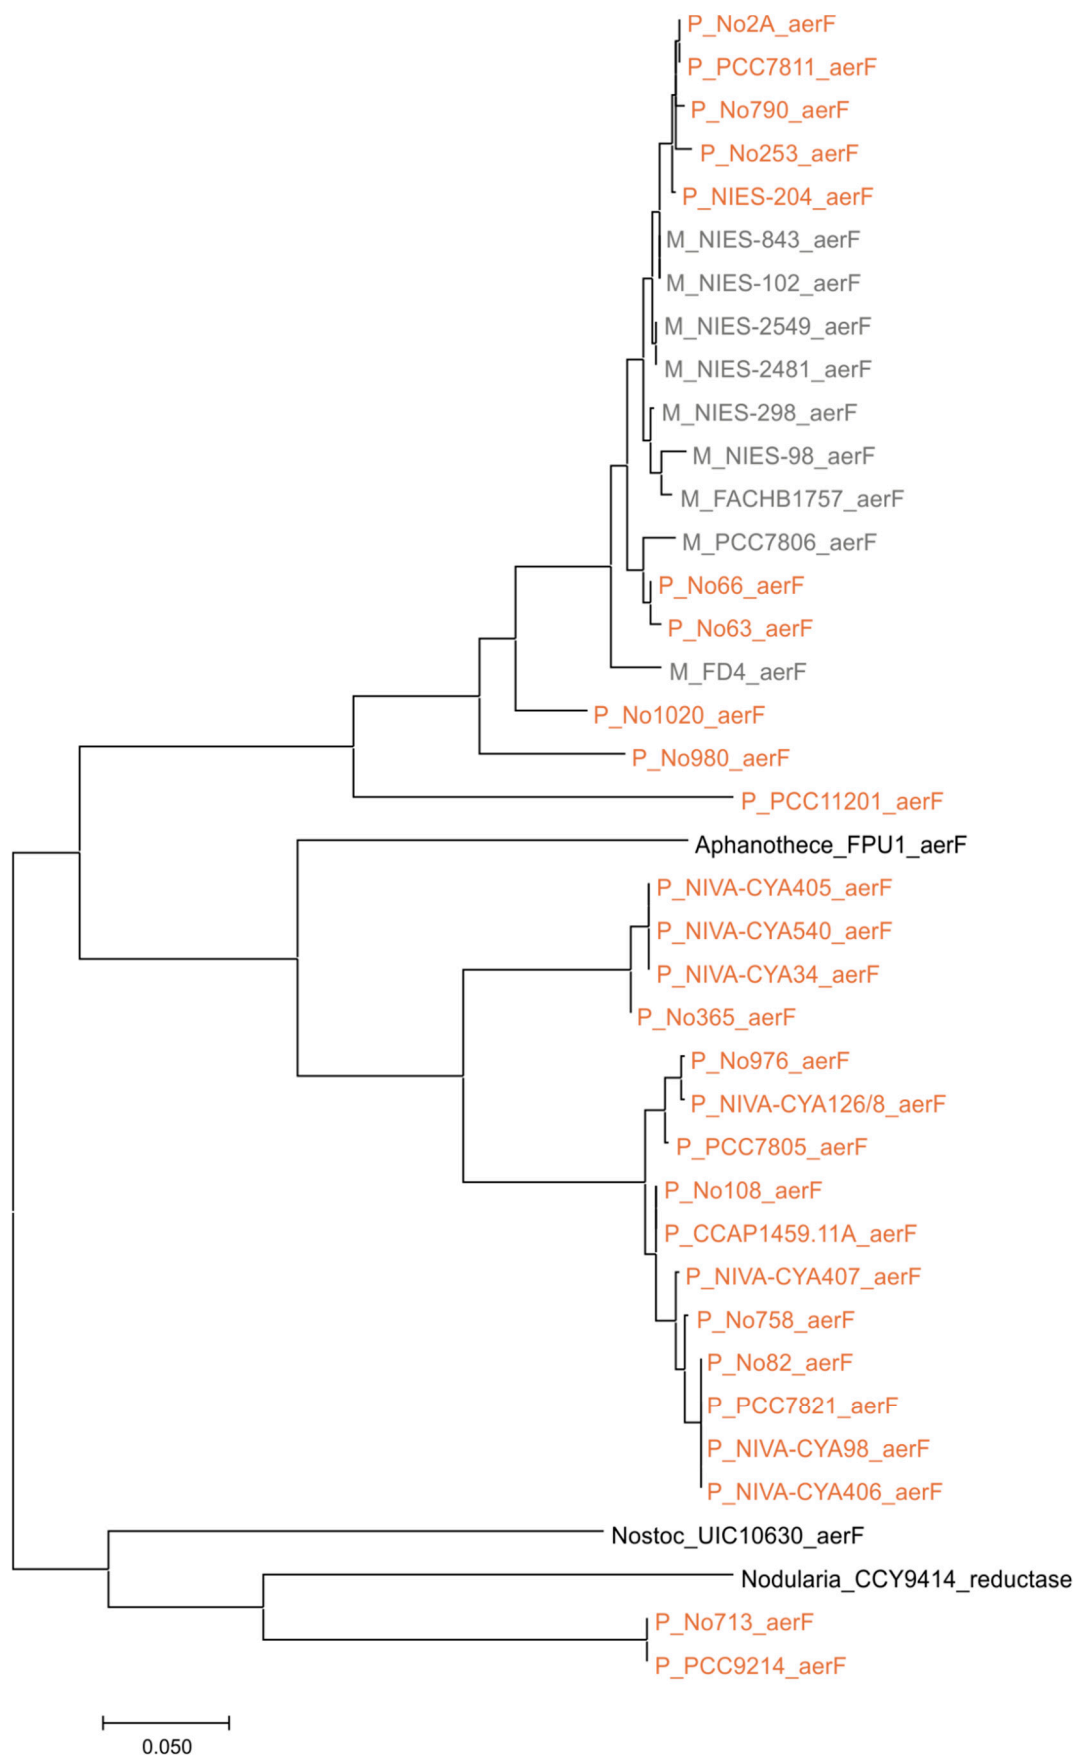 P_No2A_aerF
P_PCC7811_aerF
P_No790_aerF
P_No253_aerF
P_NIES-204_aerF
M_NIES-843_aerF
M_NIES-102_aerF
M_NIES-2549_aerF
M_NIES-2481_aerF
M_NIES-298_aerF
M_NIES-98_aerF
M_FACHB1757_aerF
M_PCC7806_aerF
P_No66_aerF
P_No63_aerF
M_FD4_aerF
P_No1020_aerF
P_No980_aerF
P_PCC11201_aerF
Aphanothece_FPU1_aerF
P_NIVA-CYA405_aerF
P_NIVA-CYA540_aerF
P_NIVA-CYA34_aerF
P_No365_aerF
P_No976_aerF
P_NIVA-CYA126/8_aerF
P_PCC7805_aerF
P_No108_aerF
P_CCAP1459.11A_aerF
P_NIVA-CYA407_aerF
P_No758_aerF
P_No82_aerF
P_PCC7821_aerF
P_NIVA-CYA98_aerF
P_NIVA-CYA406_aerF
Nostoc_UIC10630_aerF
Nodularia_CCY9414_reductase
P_No713_aerF
P_PCC9214_aerF
0.050